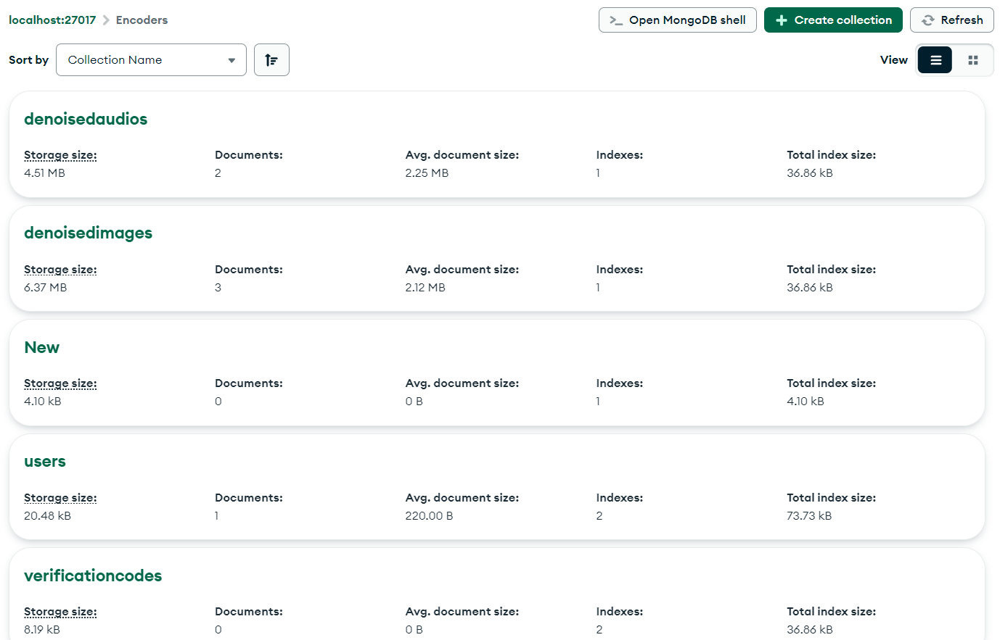 localhost:27017 > Encoders
>_ Open MongoDB shell
+ Create collection
Refresh
Sort by Collection Name
View
denoisedaudios
Storage size: Documents: Avg. document size: Indexes: Total index size:
4.51 MB 2 2.25 MB 1 36.86 kB
denoisedimages
Storage size: Documents: Avg. document size: Indexes: Total index size:
6.37 MB 3 2.12 MB 1 36.86 kB
New
Storage size: Documents: Avg. document size: Indexes: Total index size:
4.10 kB 0 0 B 1 4.10 kB
users
Storage size: Documents: Avg. document size: Indexes: Total index size:
20.48 kB 1 220.00 B 2 73.73 kB
verificationcodes
Storage size: Documents: Avg. document size: Indexes: Total index size:
8.19 kB 0 0 B 2 36.86 kB